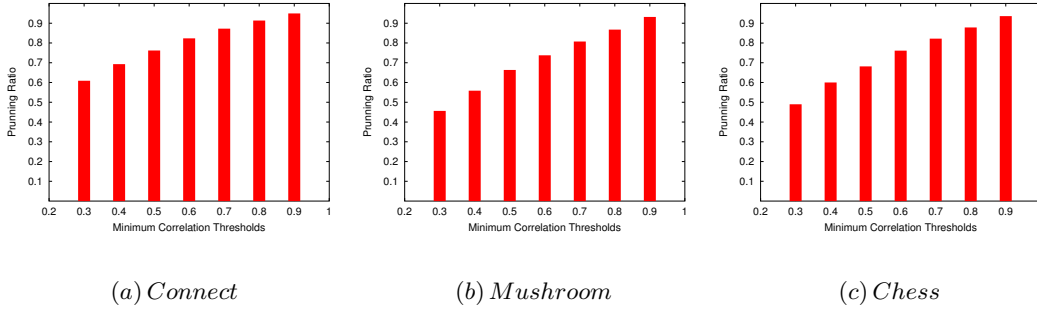 0.9
0.8
0.7
0.6
0.5
0.4
0.3
0.2
0.1
Prunning Ratio
0.2 0.3 0.4 0.5 0.6 0.7 0.8 0.9 1
Minimum Correlation Thresholds
(a) Connect
0.9
0.8
0.7
0.6
0.5
0.4
0.3
0.2
0.1
Prunning Ratio
0.2 0.3 0.4 0.5 0.6 0.7 0.8 0.9 1
Minimum Correlation Thresholds
(b) Mushroom
0.9
0.8
0.7
0.6
0.5
0.4
0.3
0.2
0.1
Prunning Ratio
0.2 0.3 0.4 0.5 0.6 0.7 0.8 0.9
Minimum Correlation Thresholds
(c) Chess